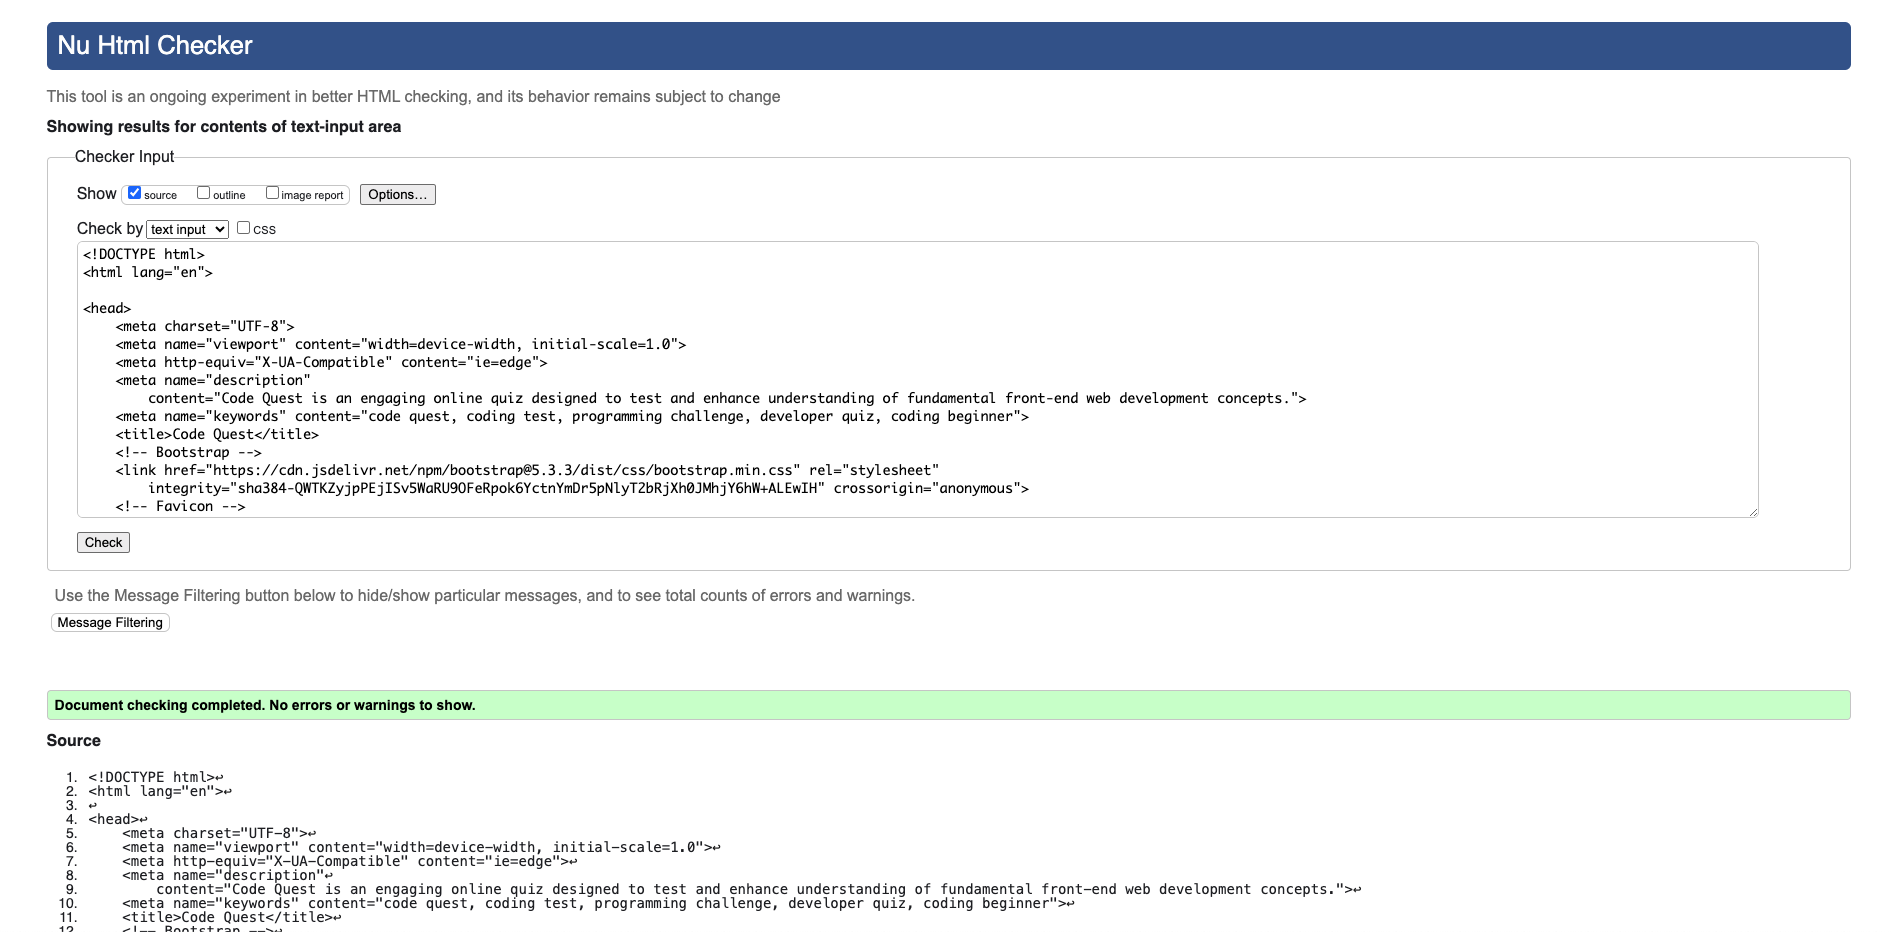 Nu Html Checker
This tool is an ongoing experiment in better HTML checking, and its behavior remains subject to change
Showing results for contents of text-input area
Checker Input
Show source outline image report Options...
Check by text input css
<!DOCTYPE html>
<html lang="en">
<head>
    <meta charset="UTF-8">
    <meta name="viewport" content="width=device-width, initial-scale=1.0">
    <meta http-equiv="X-UA-Compatible" content="ie=edge">
    <meta name="description"
        content="Code Quest is an engaging online quiz designed to test and enhance understanding of fundamental front-end web development concepts.">
    <meta name="keywords" content="code quest, coding test, programming challenge, developer quiz, coding beginner">
    <title>Code Quest</title>
    <!-- Bootstrap -->
    <link href="https://cdn.jsdelivr.net/npm/bootstrap@5.3.3/dist/css/bootstrap.min.css" rel="stylesheet"
        integrity="sha384-QWTKZyjpPEjISv5WaRU9OFeRpok6YctnYmDr5pNlyT2bRjXh0JMhjY6hW+ALEwIH" crossorigin="anonymous">
    <!-- Favicon -->
Check
Use the Message Filtering button below to hide/show particular messages, and to see total counts of errors and warnings.
Message Filtering
Document checking completed. No errors or warnings to show.
Source
1. <!DOCTYPE html>↩
2. <html lang="en">↩
3. ↩
4. <head>↩
5.     <meta charset="UTF-8">↩
6.     <meta name="viewport" content="width=device-width, initial-scale=1.0">↩
7.     <meta http-equiv="X-UA-Compatible" content="ie=edge">↩
8.     <meta name="description"↩
9.         content="Code Quest is an engaging online quiz designed to test and enhance understanding of fundamental front-end web development concepts.">↩
10.     <meta name="keywords" content="code quest, coding test, programming challenge, developer quiz, coding beginner">↩
11.     <title>Code Quest</title>↩
12.     <!-- Bootstrap -->↩